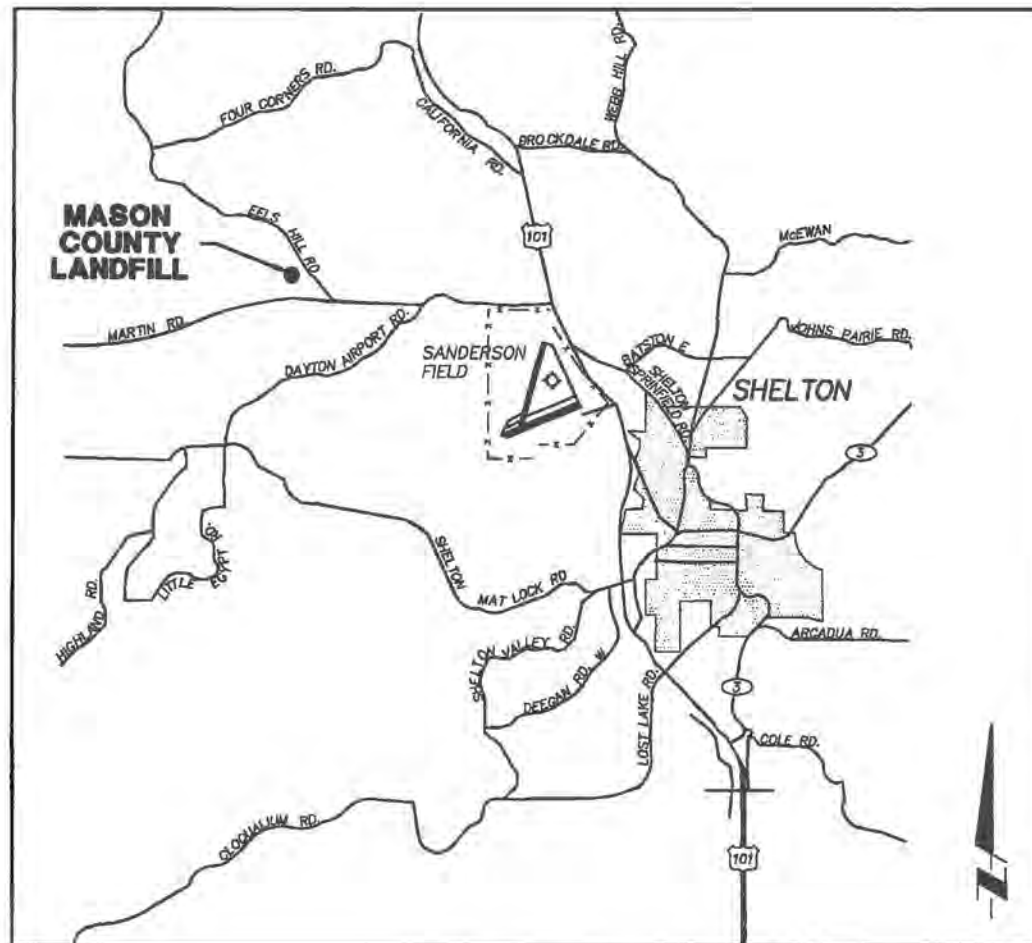 FOUR CORNERS RD.
CALIFORNIA RD.
WEBB HILL RD.
BROCKDALE RD.
MASON
COUNTY
LANDFILL
EELS HILL RD
101
McEWAN
MARTIN RD.
DAYTON AIRPORT RD.
SANDERSON
FIELD
BATSTON E
SHELTON
SPRINFIELD RD.
JOHNS PAIRIE RD.
SHELTON
3
HIGHLAND RD.
LITTLE EGYPT RD.
SHELTON
MAT LOCK RD
SHELTON VALLEY RD.
DEEGAN RD. W
LOST LAKE RD.
ARCADUA RD.
3
COLE RD.
CLOQUALIUM RD.
101
N